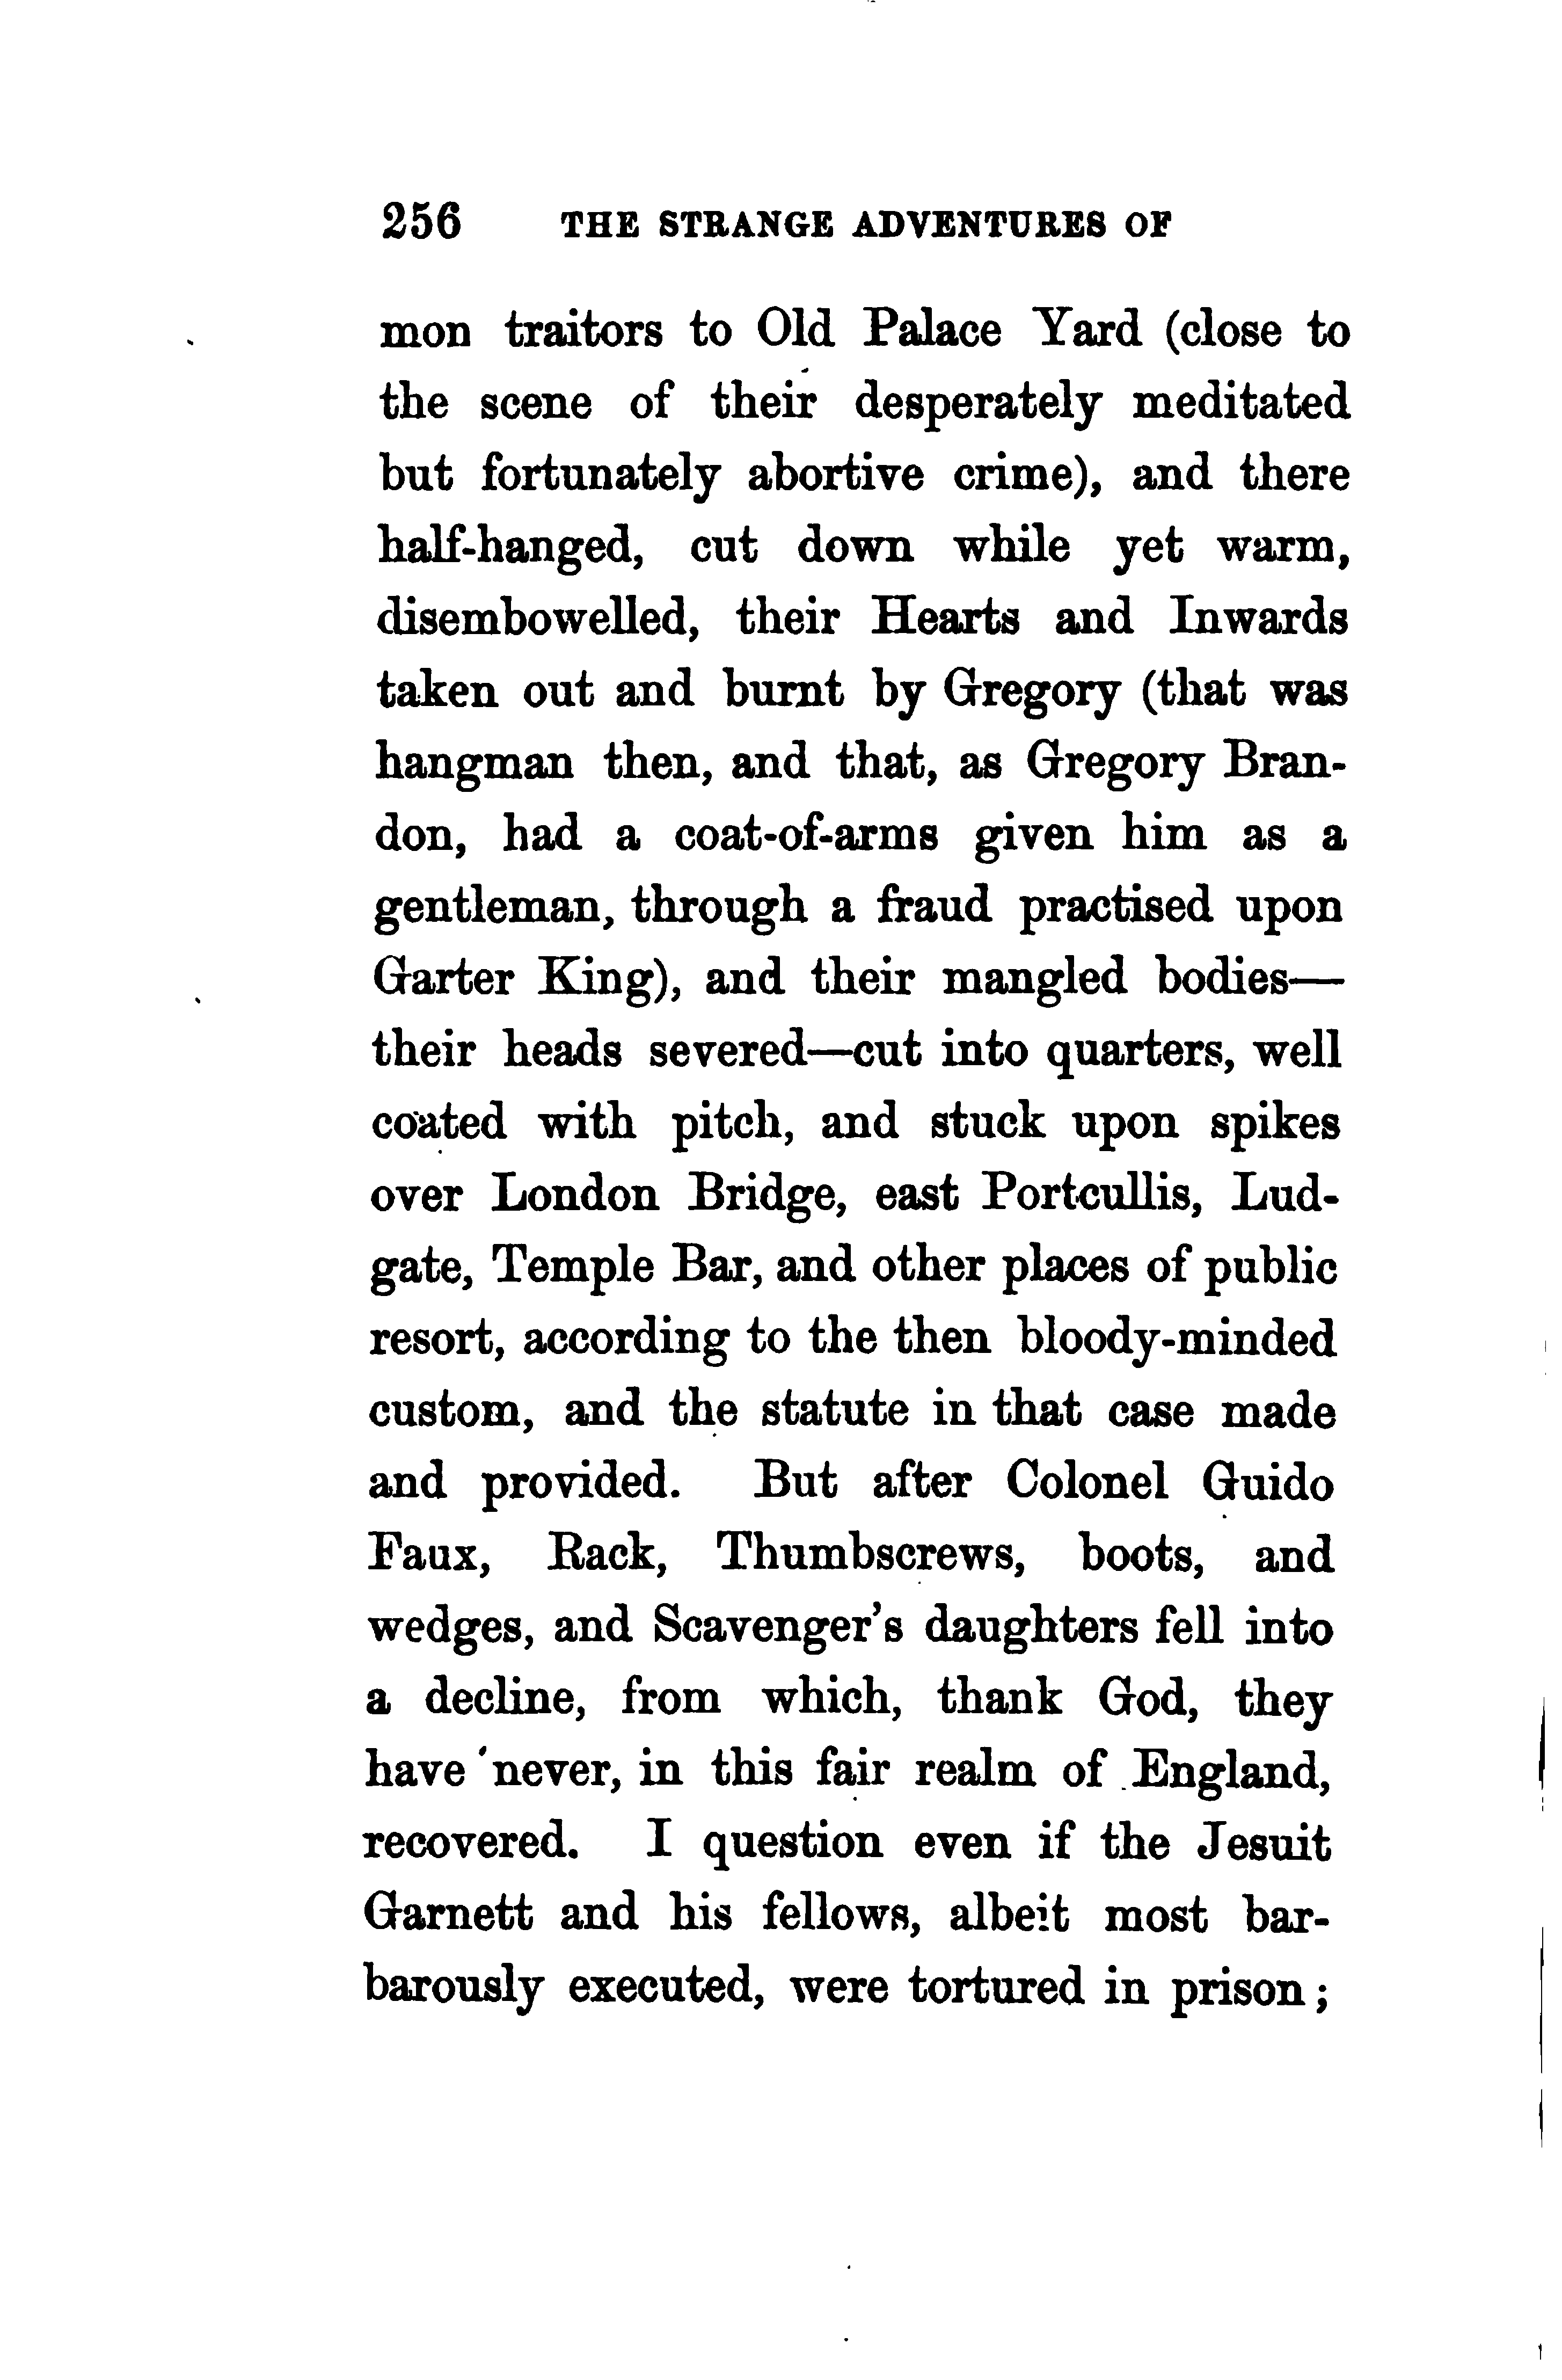 256 THE STRANGE ADVENTURES OF
mon traitors to Old Palace Yard (close to
the scene of their desperately meditated
but fortunately abortive crime), and there
half-hanged, cut down while yet warm,
disembowelled, their Hearts and Inwards
taken out and burnt by Gregory (that was
hangman then, and that, as Gregory Bran-
don, had a coat-of-arms given him as a
gentleman, through a fraud practised upon
Garter King), and their mangled bodies—
their heads severed—cut into quarters, well
coated with pitch, and stuck upon spikes
over London Bridge, east Portcullis, Lud-
gate, Temple Bar, and other places of public
resort, according to the then bloody-minded
custom, and the statute in that case made
and provided. But after Colonel Guido
Faux, Rack, Thumbscrews, boots, and
wedges, and Scavenger's daughters fell into
a decline, from which, thank God, they
have never, in this fair realm of England,
recovered. I question even if the Jesuit
Garnett and his fellows, albeit most bar-
barously executed, were tortured in prison;